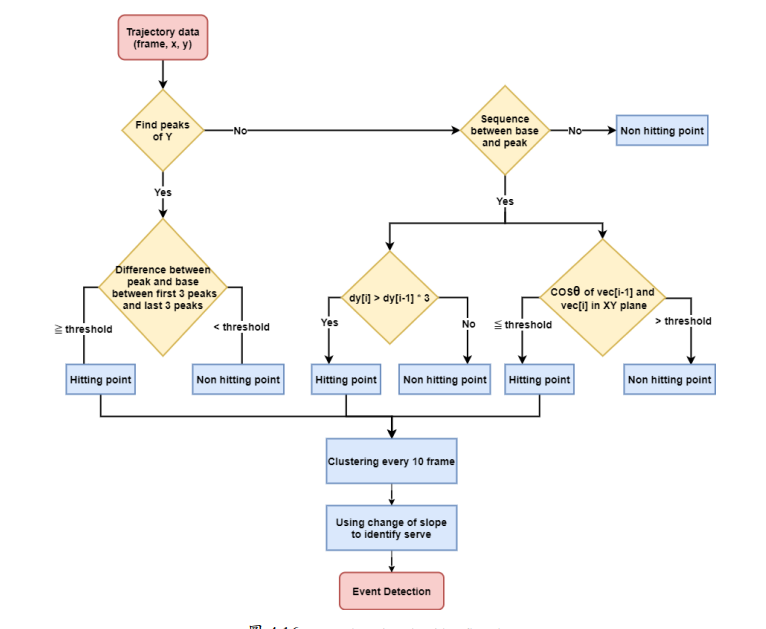 Trajectory data
(frame, x, y)
Find peaks
of Y
No
Sequence
between base
and peak
No
Non hitting point
Yes
Yes
Difference between
peak and base
between first 3 peaks
and last 3 peaks
≧ threshold
< threshold
dy[i] > dy[i-1] * 3
Yes
No
COSθ of vec[i-1] and
vec[i] in XY plane
≦ threshold
> threshold
Hitting point
Non hitting point
Hitting point
Non hitting point
Hitting point
Non hitting point
Clustering every 10 frame
Using change of slope
to identify serve
Event Detection